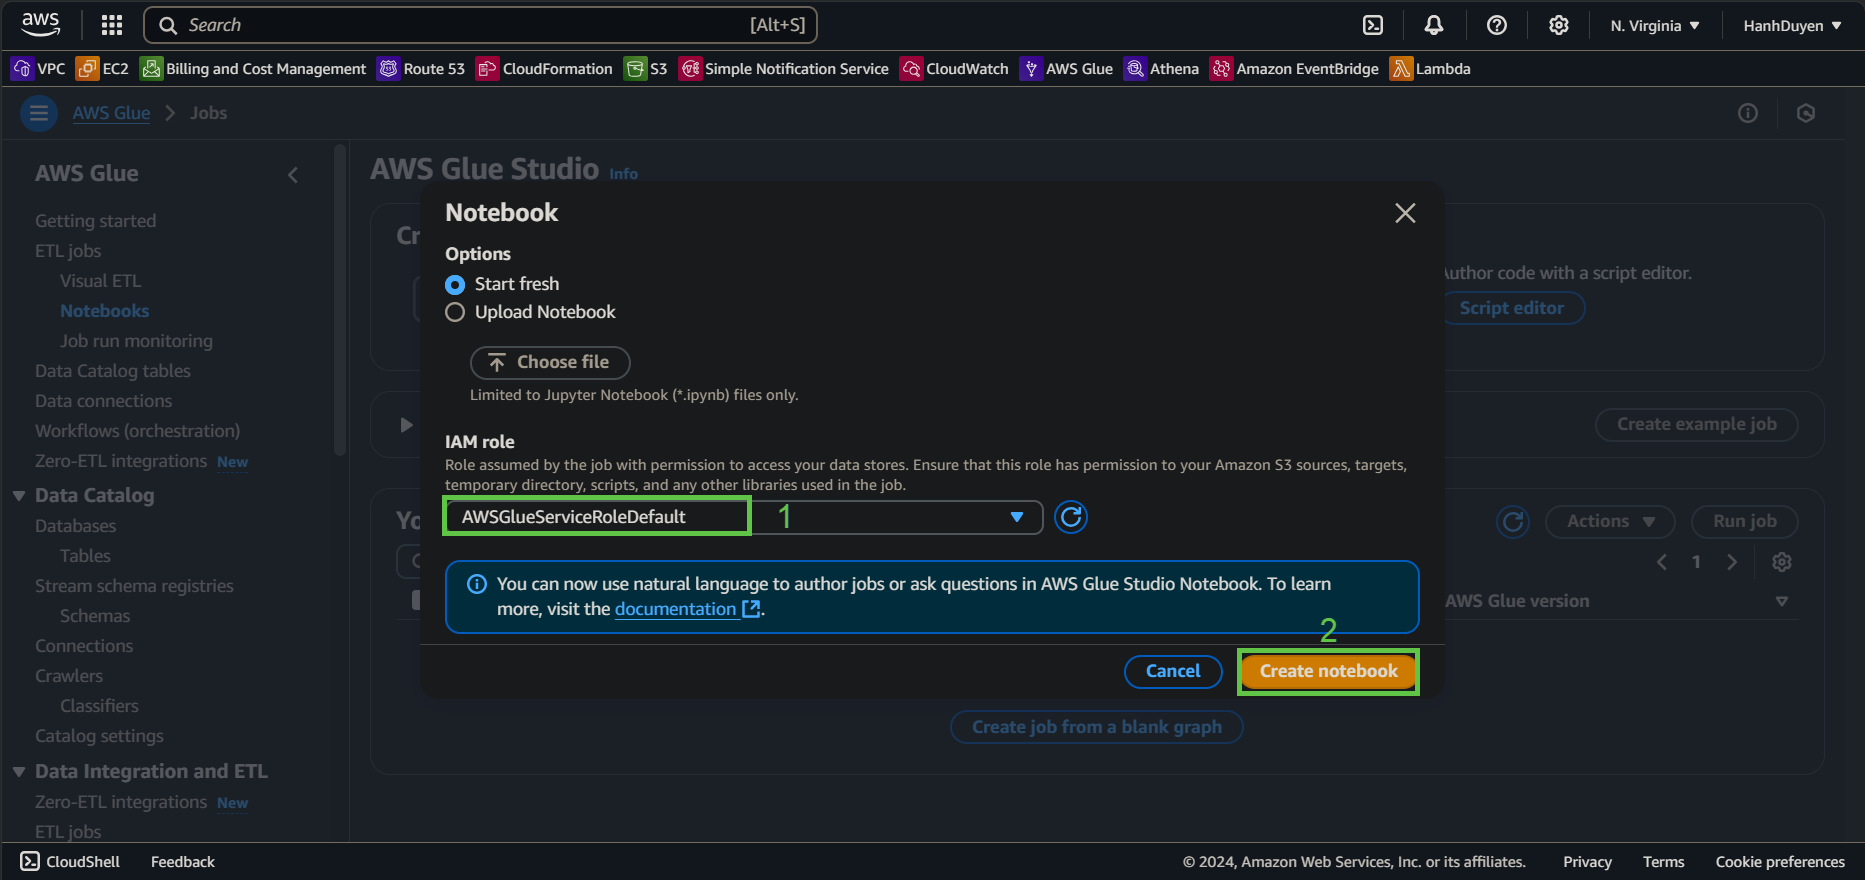 aws
Search
[Alt+S]
N. Virginia
HanhDuyen
VPC
EC2
Billing and Cost Management
Route 53
CloudFormation
S3
Simple Notification Service
CloudWatch
AWS Glue
Athena
Amazon EventBridge
Lambda
AWS Glue
Jobs
AWS Glue
Getting started
ETL jobs
Visual ETL
Notebooks
Job run monitoring
Data Catalog tables
Data connections
Workflows (orchestration)
Zero-ETL integrations New
Data Catalog
Databases
Tables
Stream schema registries
Schemas
Connections
Crawlers
Classifiers
Catalog settings
Data Integration and ETL
Zero-ETL integrations New
ETL jobs
AWS Glue Studio Info
Notebook
Options
Start fresh
Upload Notebook
Choose file
Limited to Jupyter Notebook (*.ipynb) files only.
IAM role
Role assumed by the job with permission to access your data stores. Ensure that this role has permission to your Amazon S3 sources, targets,
temporary directory, scripts, and any other libraries used in the job.
AWSGlueServiceRoleDefault
1
You can now use natural language to author jobs or ask questions in AWS Glue Studio Notebook. To learn
more, visit the documentation.
2
Cancel
Create notebook
Author code with a script editor.
Script editor
Create example job
Actions
Run job
1
AWS Glue version
Create job from a blank graph
CloudShell
Feedback
© 2024, Amazon Web Services, Inc. or its affiliates.
Privacy
Terms
Cookie preferences